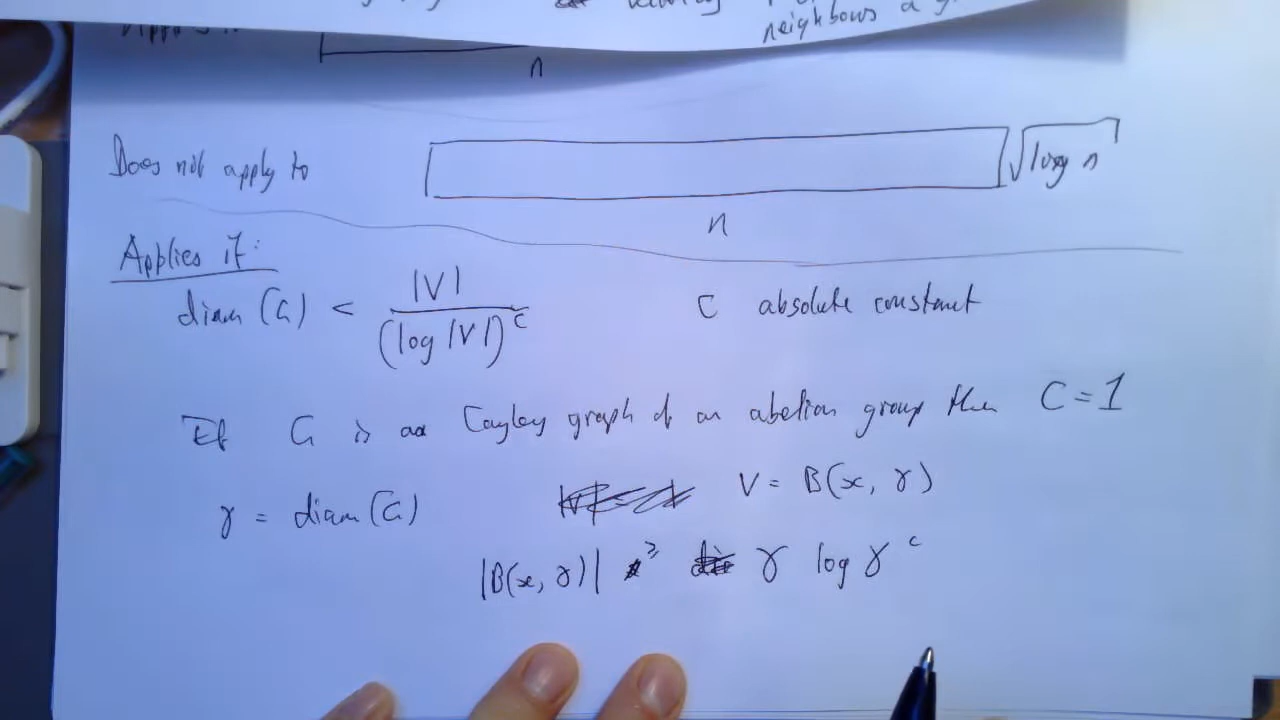 neighbours a
n
Does not apply to √log n
n
Applies if:
diam (G) < |V| / (log |V|)^C C absolute constant
If G is a Cayley graph of an abelian group then C = 1
γ = diam(G) V = B(x, γ)
|B(x, γ)| ≥ γ log γ^c